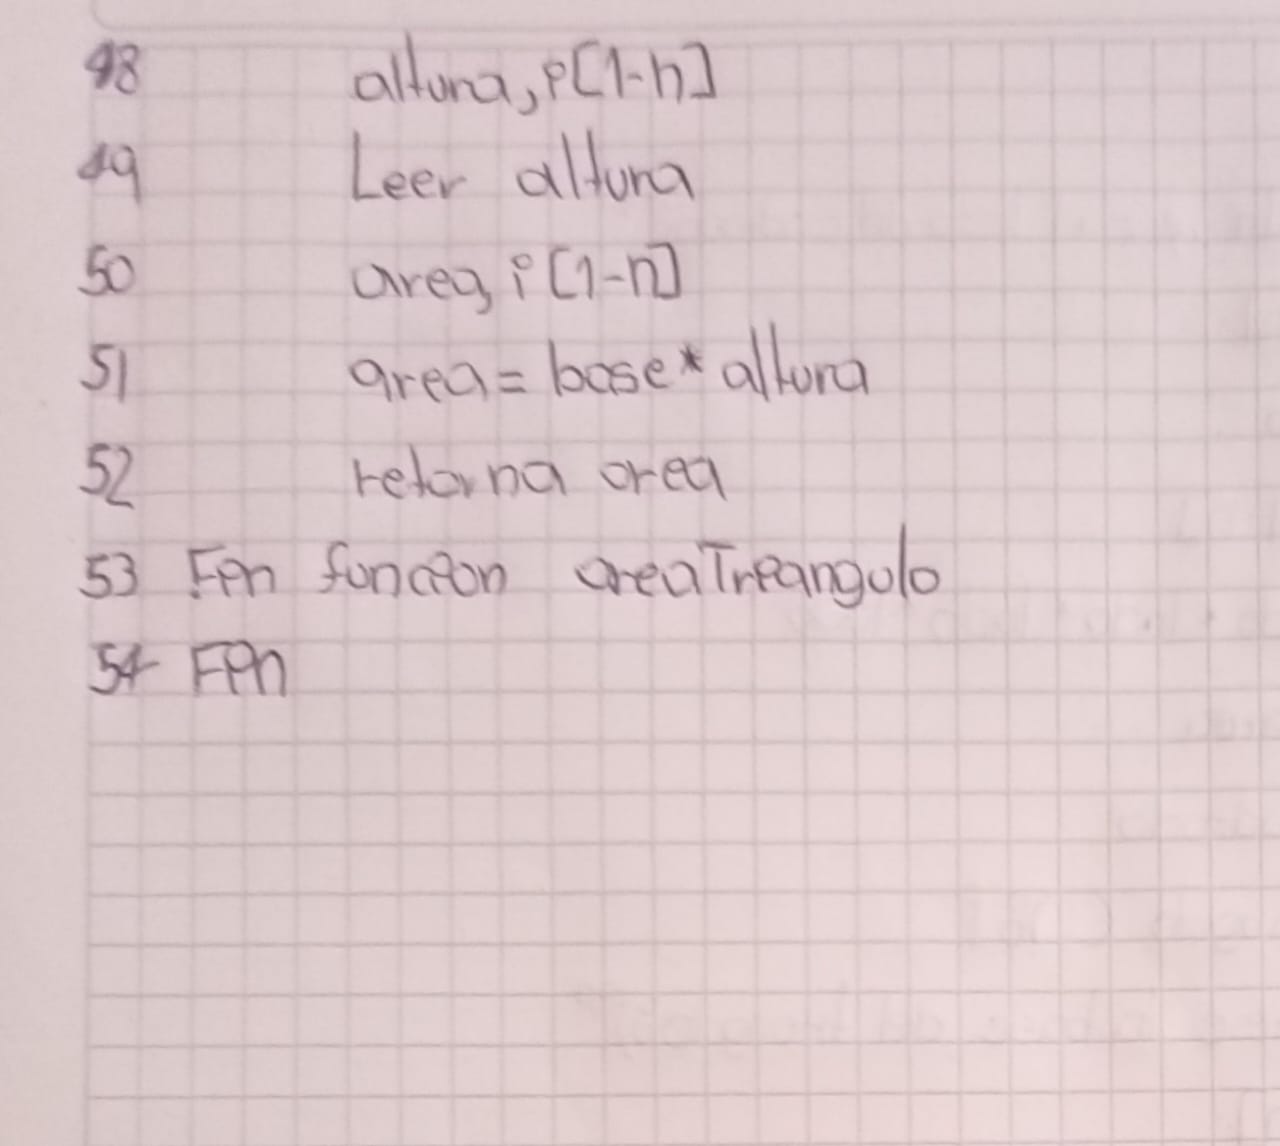 48 altura, i[1-n]
49 Leer altura
50 area, i[1-n]
51 area = base * altura
52 retorna area
53 Fin funcion areaTriangulo
54 Fin